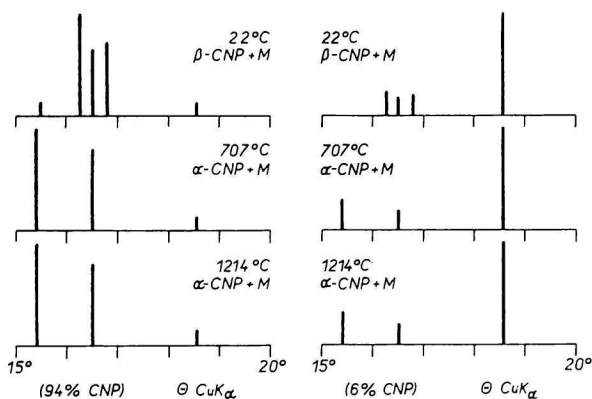 22°C
β-CNP+M
22°C
β-CNP+M
707°C
α-CNP+M
707°C
α-CNP+M
1214°C
α-CNP+M
1214°C
α-CNP+M
15° 20°
15° 20°
(94% CNP) Θ CuKα
(6% CNP) Θ CuKα